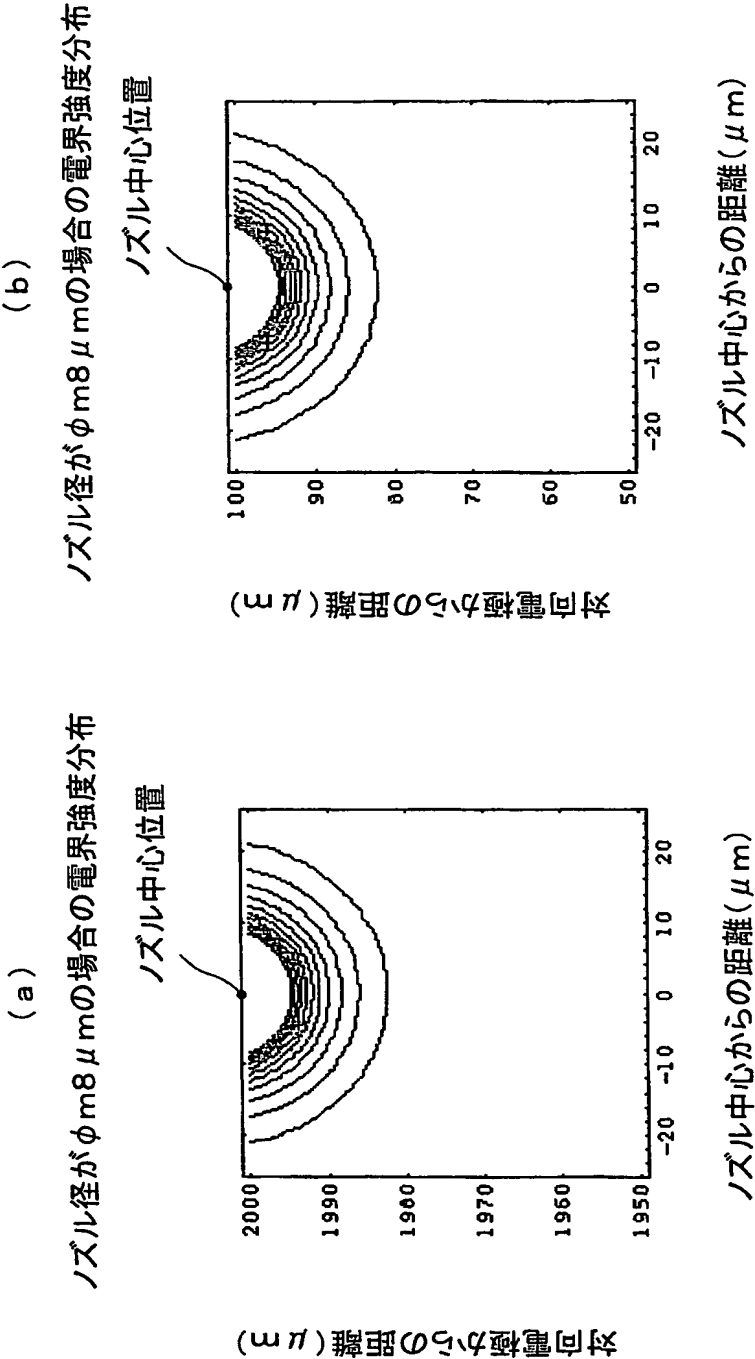 (a)
ノズル径がφm8μmの場合の電界強度分布
ノズル中心位置
2000
1990
1980
1970
1960
1950
対向電極からの距離(μm)
-20 -10 0 10 20
ノズル中心からの距離(μm)
(b)
ノズル径がφm8μmの場合の電界強度分布
ノズル中心位置
100
90
80
70
60
50
対向電極からの距離(μm)
-20 -10 0 10 20
ノズル中心からの距離(μm)